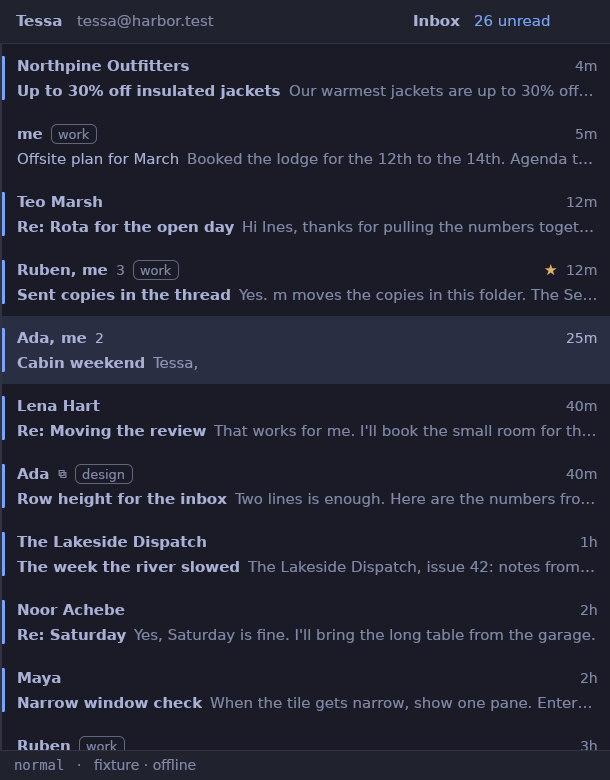 Tessa tessa@harbor.test Inbox 26 unread
Northpine Outfitters 4m
Up to 30% off insulated jackets Our warmest jackets are up to 30% off…
me work 5m
Offsite plan for March Booked the lodge for the 12th to the 14th. Agenda t…
Teo Marsh 12m
Re: Rota for the open day Hi Ines, thanks for pulling the numbers toget…
Ruben, me 3 work ★ 12m
Sent copies in the thread Yes. m moves the copies in this folder. The Se…
Ada, me 2 25m
Cabin weekend Tessa,
Lena Hart 40m
Re: Moving the review That works for me. I'll book the small room for th…
Ada design 40m
Row height for the inbox Two lines is enough. Here are the numbers fro…
The Lakeside Dispatch 1h
The week the river slowed The Lakeside Dispatch, issue 42: notes from…
Noor Achebe 2h
Re: Saturday Yes, Saturday is fine. I'll bring the long table from the garage.
Maya 2h
Narrow window check When the tile gets narrow, show one pane. Enter…
Ruben work 3h
normal · fixture · offline